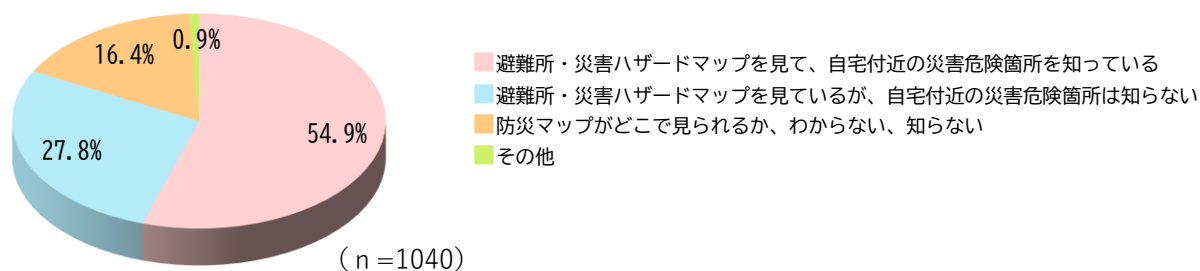 0.9%
16.4%
54.9%
27.8%
避難所・災害ハザードマップを見て、自宅付近の災害危険箇所を知っている
避難所・災害ハザードマップを見ているが、自宅付近の災害危険箇所は知らない
防災マップがどこで見られるか、わからない、知らない
その他
（ｎ=1040）